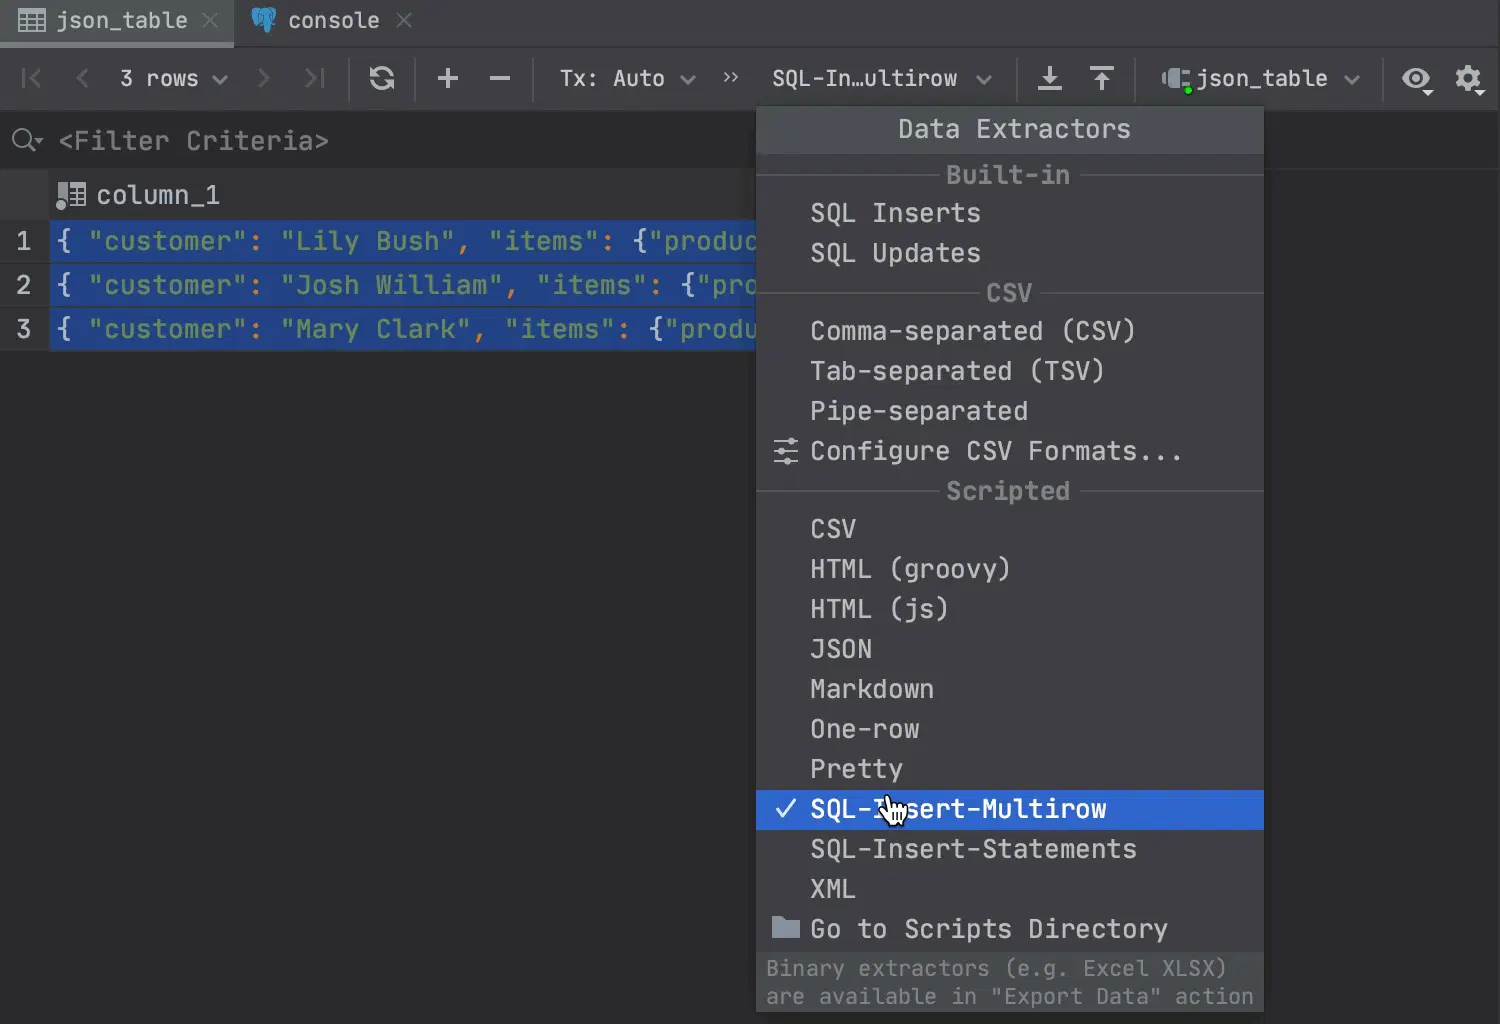 json_table
console
3 rows
Tx: Auto
SQL-In…ultirow
json_table
<Filter Criteria>
column_1
1 { "customer": "Lily Bush", "items": {"produc
2 { "customer": "Josh William", "items": {"pro
3 { "customer": "Mary Clark", "items": {"produ
Data Extractors
Built-in
SQL Inserts
SQL Updates
CSV
Comma-separated (CSV)
Tab-separated (TSV)
Pipe-separated
Configure CSV Formats...
Scripted
CSV
HTML (groovy)
HTML (js)
JSON
Markdown
One-row
Pretty
SQL-Insert-Multirow
SQL-Insert-Statements
XML
Go to Scripts Directory
Binary extractors (e.g. Excel XLSX)
are available in "Export Data" action